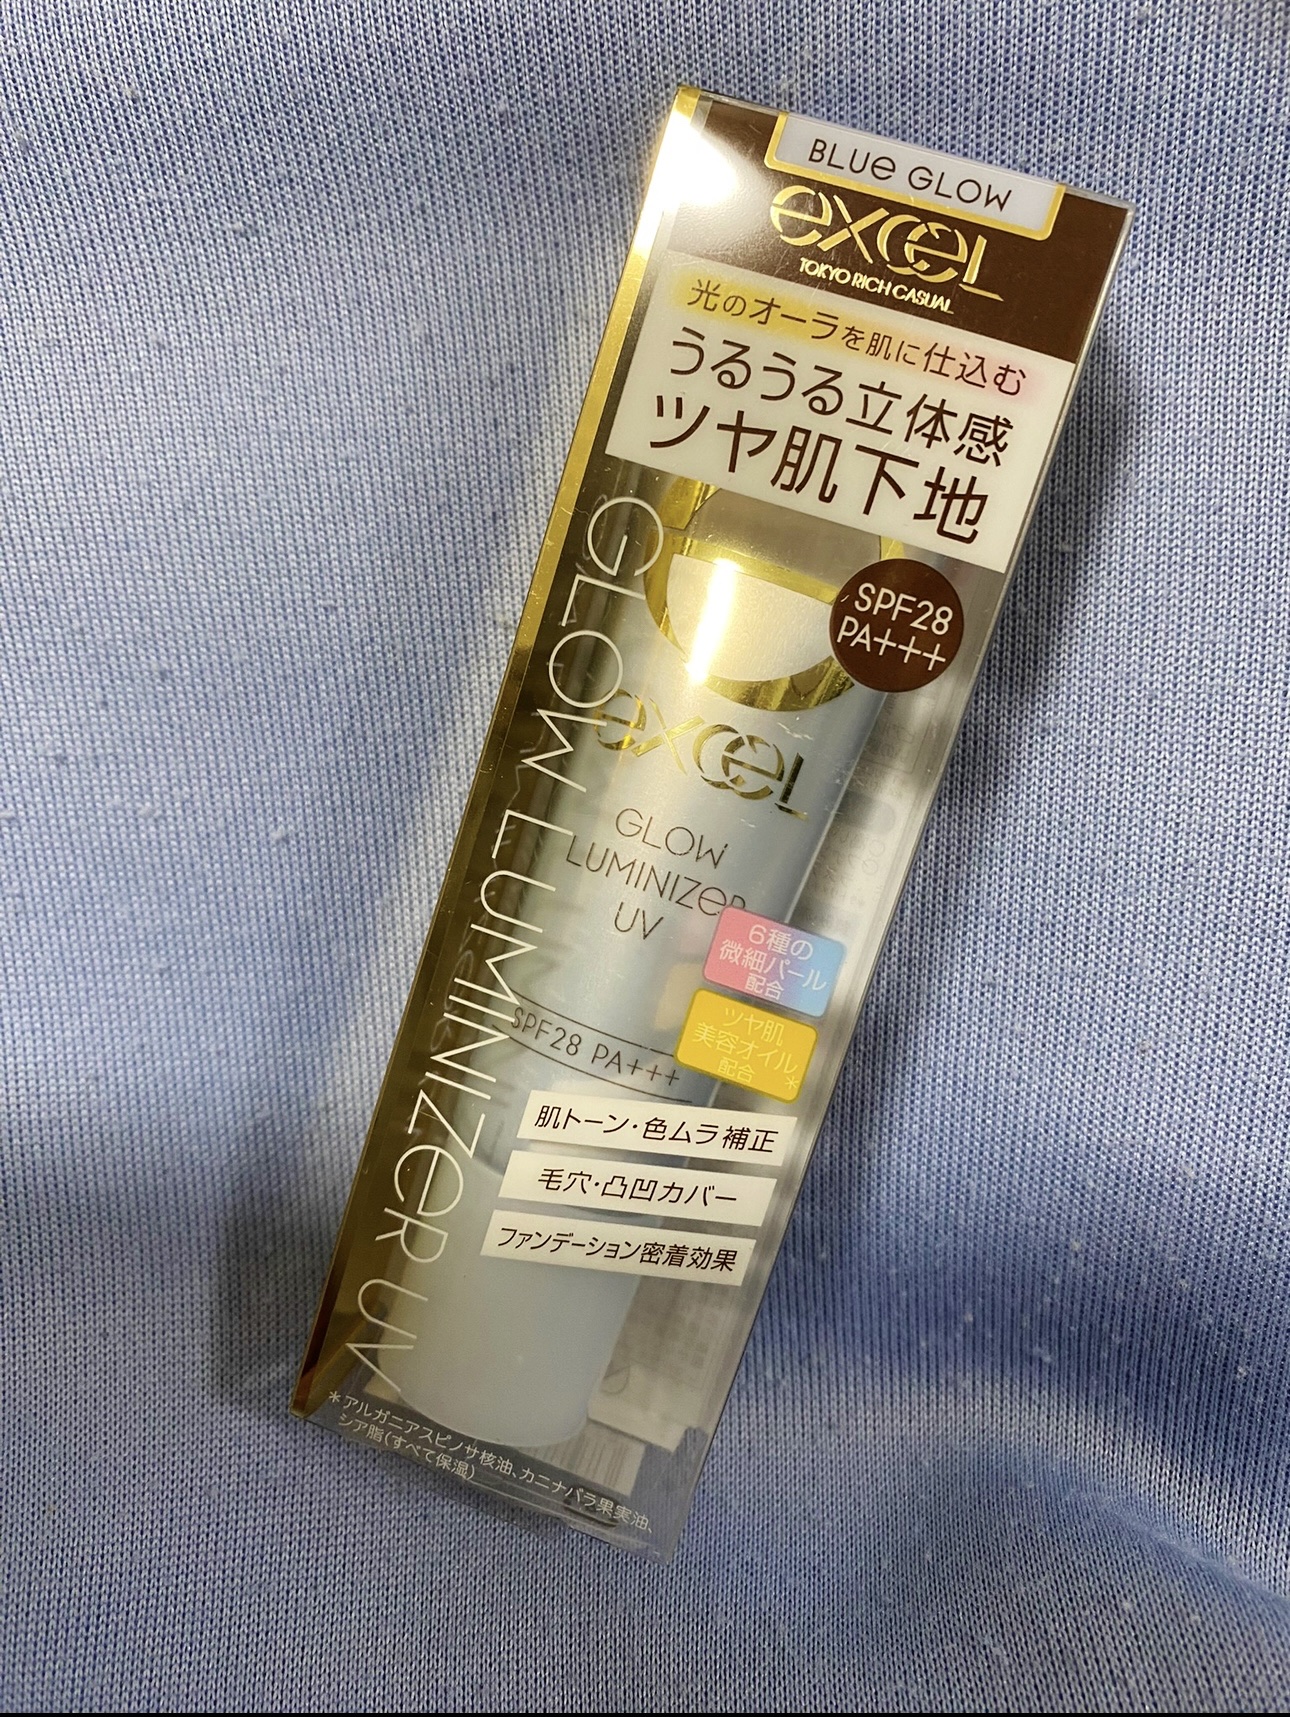 BLUE GLOW
excel
TOKYO RICH CASUAL
光のオーラを肌に仕込む
うるうる立体感
ツヤ肌下地
SPF28
PA+++
GLOW LUMINIZER UV
excel
GLOW
LUMINIZER
UV
6種の
微細パール
配合
ツヤ肌
美容オイル
配合*
SPF28 PA+++
肌トーン・色ムラ補正
毛穴・凸凹カバー
ファンデーション密着効果
*アルガニアスピノサ核油、カニナバラ果実油、
シア脂(すべて保湿)